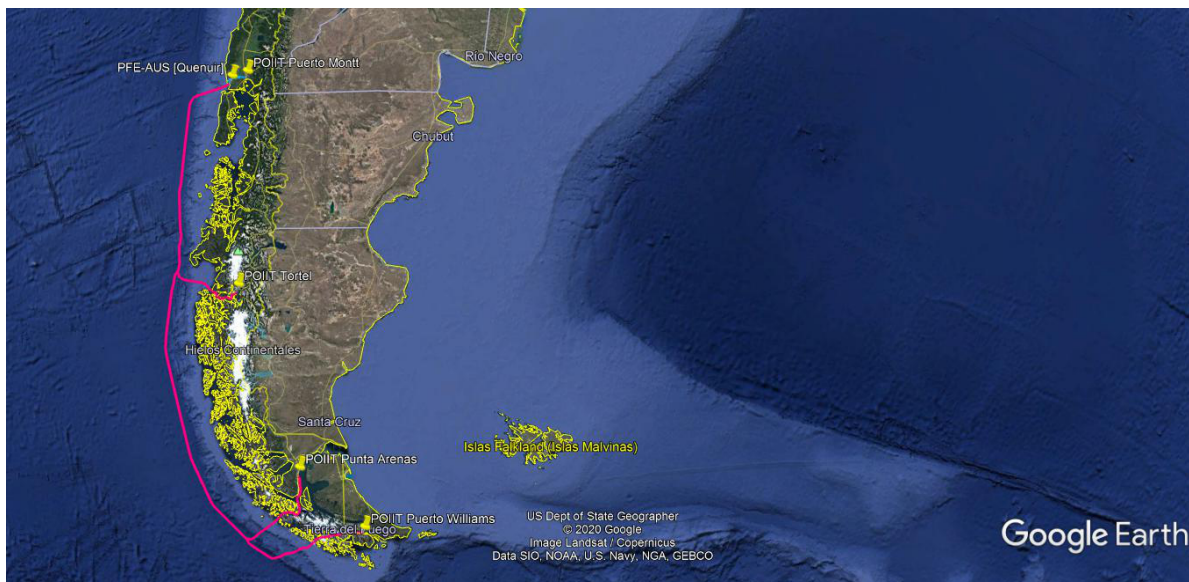 Río Negro
PFE-AUS [Quenuir]
POIIT Puerto Montt
Chubut
POIIT Tortel
Hielos Continentales
Santa Cruz
Islas Falkland (Islas Malvinas)
POIIT Punta Arenas
POIIT Puerto Williams
Tierra del Fuego
US Dept of State Geographer
© 2020 Google
Image Landsat / Copernicus
Data SIO, NOAA, U.S. Navy, NGA, GEBCO
Google Earth